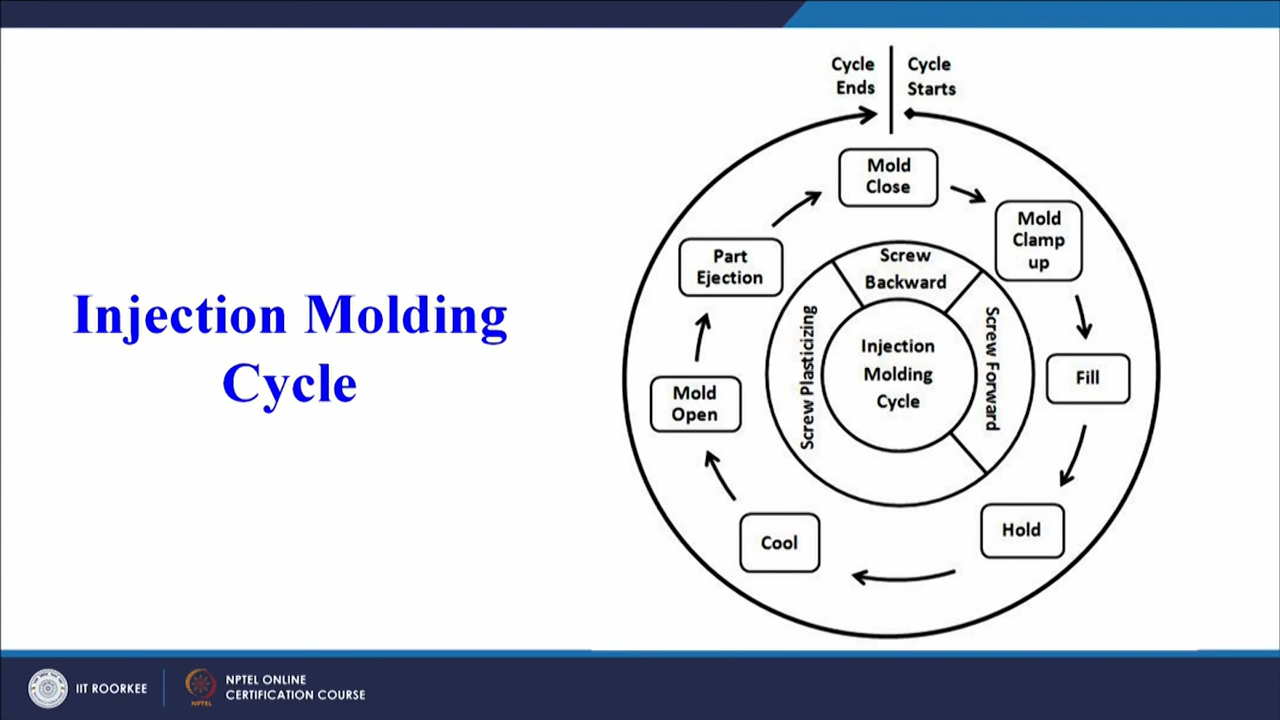 Injection Molding
Cycle
Cycle
Ends
Cycle
Starts
Mold
Close
Mold
Clamp
up
Fill
Hold
Cool
Mold
Open
Part
Ejection
Screw
Backward
Screw Forward
Screw Plasticizing
Injection
Molding
Cycle
IIT ROORKEE
NPTEL
NPTEL ONLINE
CERTIFICATION COURSE